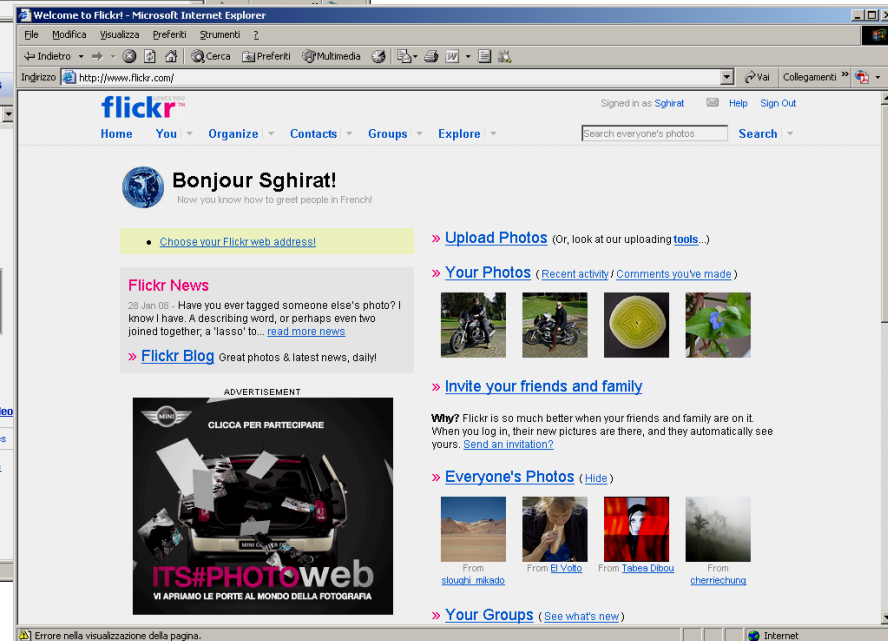 Welcome to Flickr! - Microsoft Internet Explorer
File Modifica Visualizza Preferiti Strumenti ?
Indietro Cerca Preferiti Multimedia
Indirizzo http://www.flickr.com/ Vai Collegamenti »
LOVES YOU
flickr™
Signed in as Sghirat Help Sign Out
Home You Organize Contacts Groups Explore Search everyone's photos Search
Bonjour Sghirat!
Now you know how to greet people in French!
Choose your Flickr web address!
Flickr News
28 Jan 08 - Have you ever tagged someone else's photo? I
know I have. A describing word, or perhaps even two
joined together; a 'lasso' to... read more news
» Flickr Blog Great photos & latest news, daily!
ADVERTISEMENT
MINI
CLICCA PER PARTECIPARE
MINI
ITS#PHOTOweb
VI APRIAMO LE PORTE AL MONDO DELLA FOTOGRAFIA
» Upload Photos (Or, look at our uploading tools...)
» Your Photos ( Recent activity / Comments you've made )
» Invite your friends and family
Why? Flickr is so much better when your friends and family are on it.
When you log in, their new pictures are there, and they automatically see
yours. Send an invitation?
» Everyone's Photos ( Hide )
From
sloughi_mikado
From El Volto
From Tabea Dibou
From
cherriechung
» Your Groups ( See what's new )
Errore nella visualizzazione della pagina. Internet